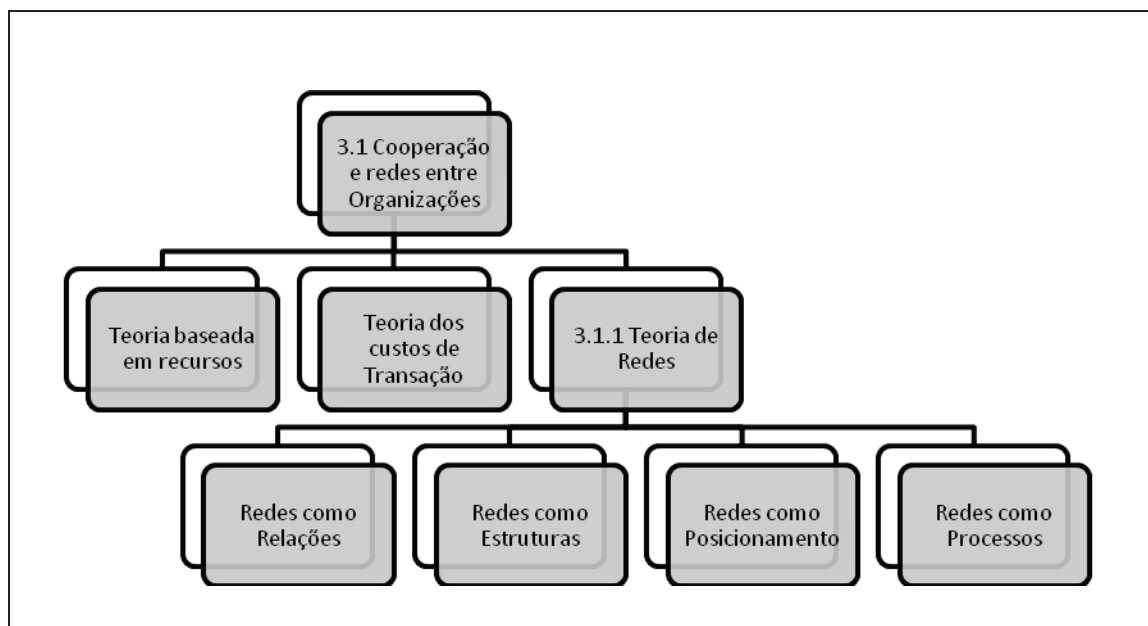 3.1 Cooperação
e redes entre
Organizações
Teoria baseada
em recursos
Teoria dos
custos de
Transação
3.1.1 Teoria de
Redes
Redes como
Relações
Redes como
Estruturas
Redes como
Posicionamento
Redes como
Processos